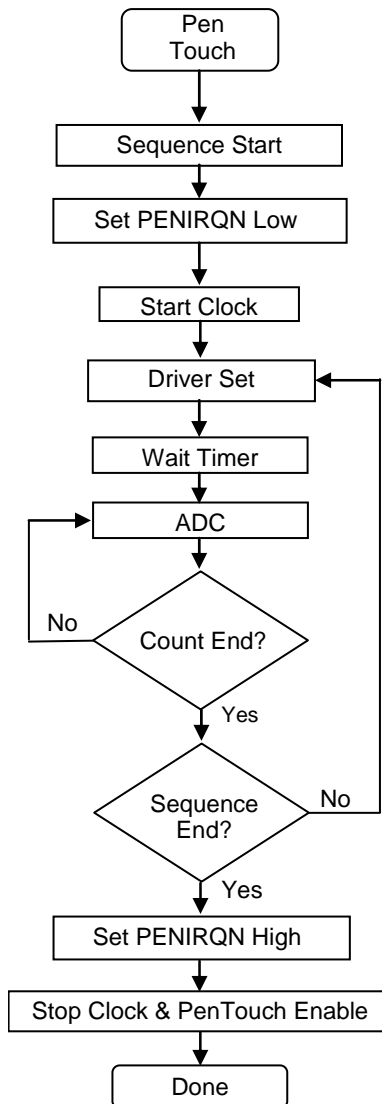 Pen
Touch
Sequence Start
Set PENIRQN Low
Start Clock
Driver Set
Wait Timer
ADC
No
Count End?
Yes
Sequence
End?
No
Yes
Set PENIRQN High
Stop Clock & PenTouch Enable
Done